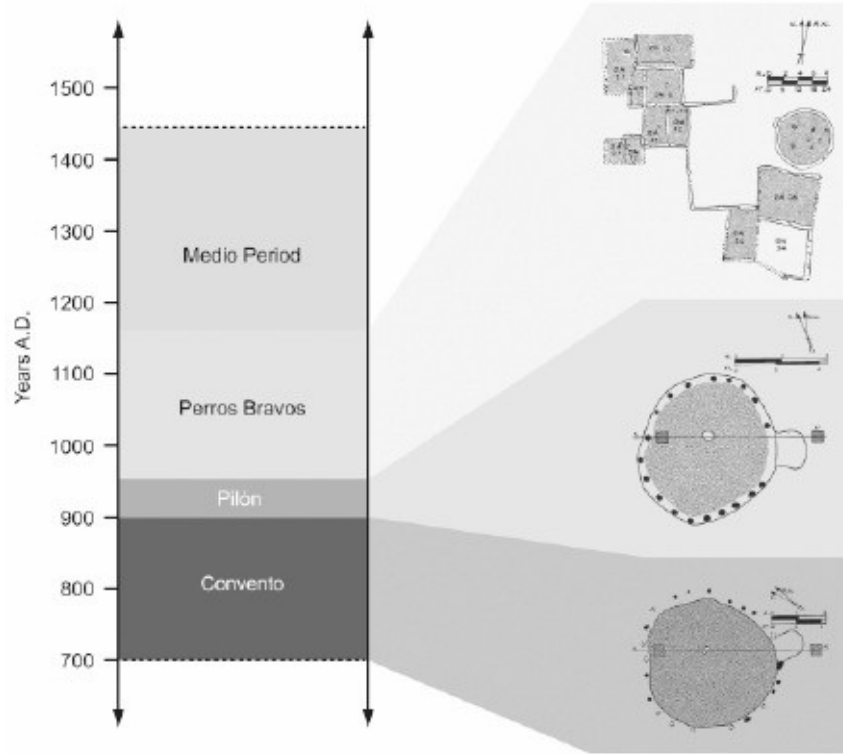 1500
1400
1300
1200
1100
1000
900
800
700
Years A.D.
Medio Period
Perros Bravos
Pilón
Convento